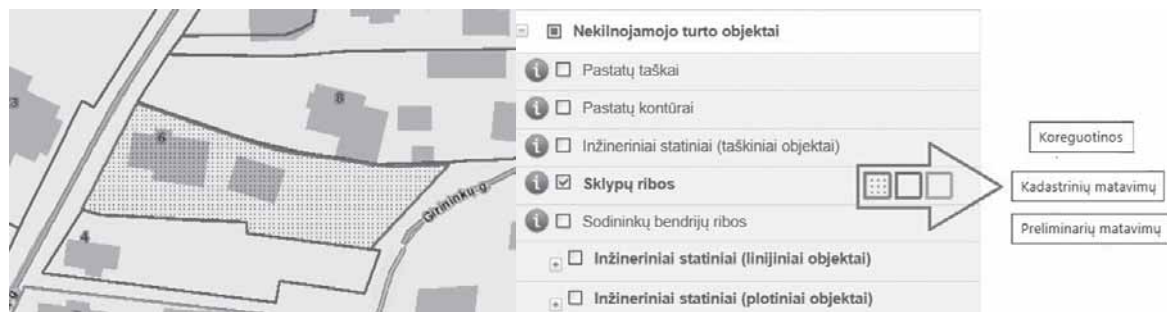 3
6
8
4
Girininkų g.
Nekilnojamojo turto objektai
Pastatų taškai
Pastatų kontūrai
Inžineriniai statiniai (taškiniai objektai)
Sklypų ribos
Sodininkų bendrijų ribos
Inžineriniai statiniai (linijiniai objektai)
Inžineriniai statiniai (plotiniai objektai)
Koreguotinos
Kadastrinių matavimų
Preliminarių matavimų